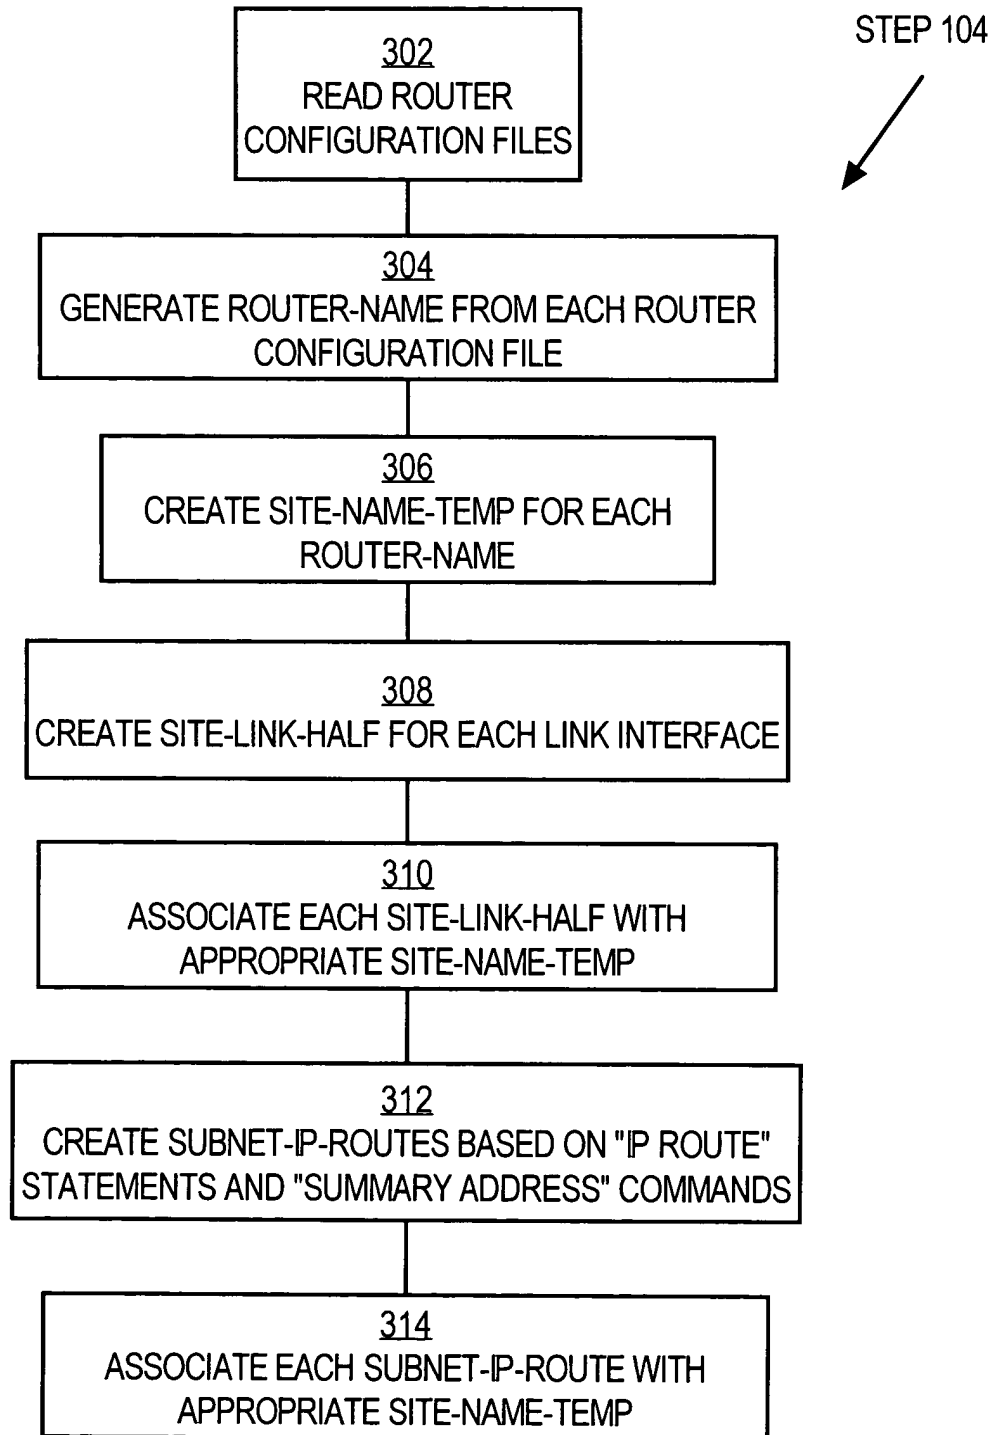 STEP 104
302
READ ROUTER
CONFIGURATION FILES
304
GENERATE ROUTER-NAME FROM EACH ROUTER
CONFIGURATION FILE
306
CREATE SITE-NAME-TEMP FOR EACH
ROUTER-NAME
308
CREATE SITE-LINK-HALF FOR EACH LINK INTERFACE
310
ASSOCIATE EACH SITE-LINK-HALF WITH
APPROPRIATE SITE-NAME-TEMP
312
CREATE SUBNET-IP-ROUTES BASED ON "IP ROUTE"
STATEMENTS AND "SUMMARY ADDRESS" COMMANDS
314
ASSOCIATE EACH SUBNET-IP-ROUTE WITH
APPROPRIATE SITE-NAME-TEMP